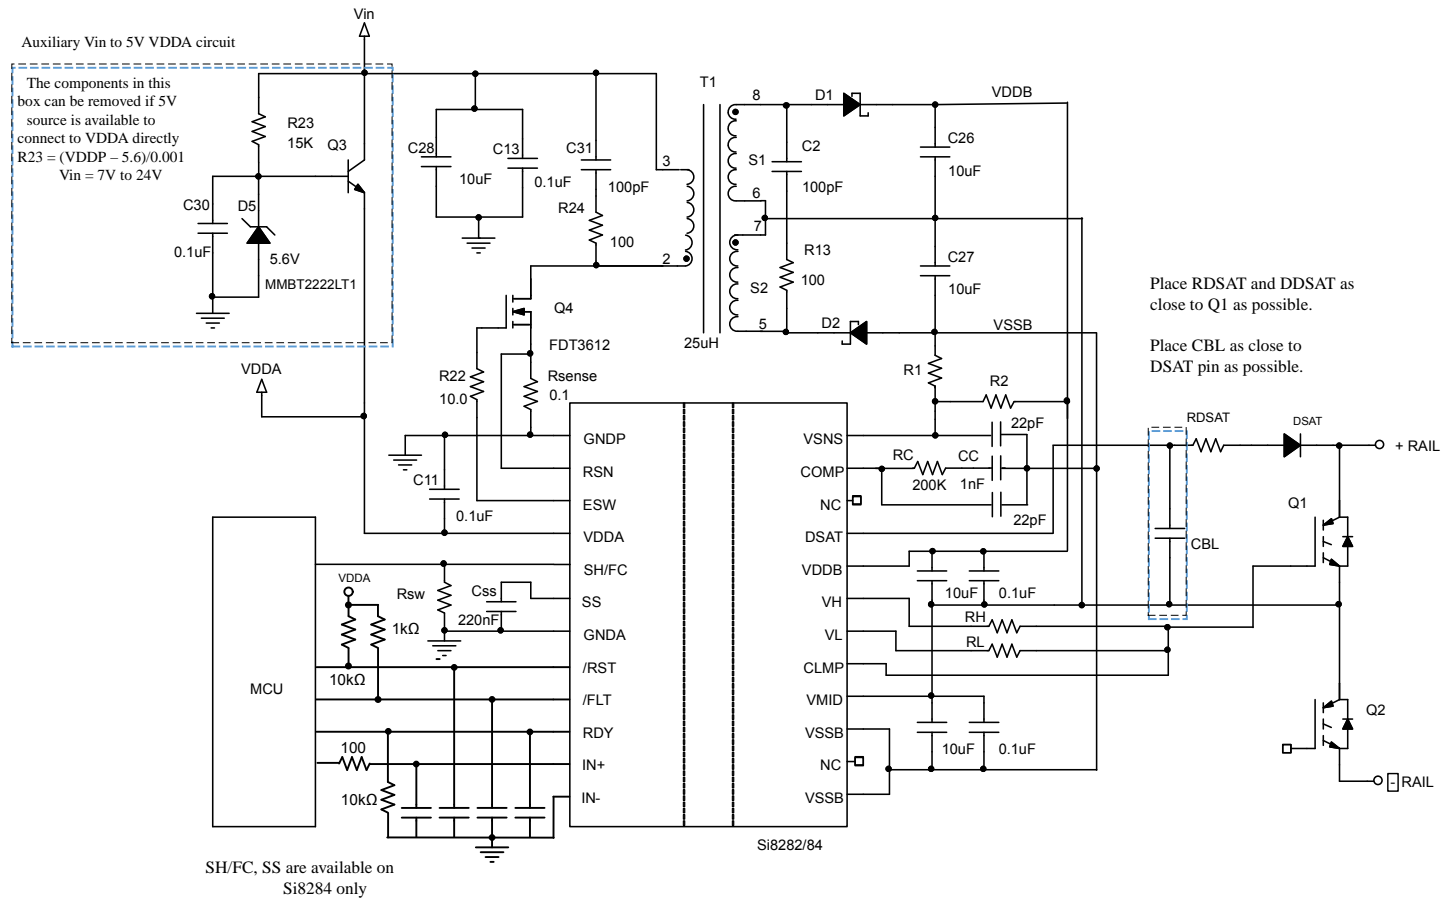 Vin
Auxiliary Vin to 5V VDDA circuit
The components in this
box can be removed if 5V
source is available to
connect to VDDA directly
R23 = (VDDP – 5.6)/0.001
Vin = 7V to 24V
R23
15K
Q3
C30
0.1uF
D5
5.6V
MMBT2222LT1
VDDA
C28
10uF
C13
0.1uF
C31
100pF
R24
100
3
2
T1
25uH
8
S1
6
7
S2
5
D1
C2
100pF
R13
100
D2
VDDB
C26
10uF
C27
10uF
VSSB
Q4
FDT3612
R22
10.0
Rsense
0.1
R1
R2
Place RDSAT and DDSAT as
close to Q1 as possible.
Place CBL as close to
DSAT pin as possible.
C11
0.1uF
GNDP
RSN
ESW
VDDA
SH/FC
SS
GNDA
/RST
/FLT
RDY
IN+
IN-
VSNS
COMP
NC
DSAT
VDDB
VH
VL
CLMP
VMID
VSSB
NC
VSSB
Si8282/84
22pF
RC
200K
CC
1nF
22pF
RDSAT
DSAT
+ RAIL
Q1
CBL
10uF
0.1uF
RH
RL
10uF
0.1uF
Q2
- RAIL
MCU
VDDA
Rsw
Css
220nF
1kΩ
10kΩ
100
10kΩ
SH/FC, SS are available on
Si8284 only